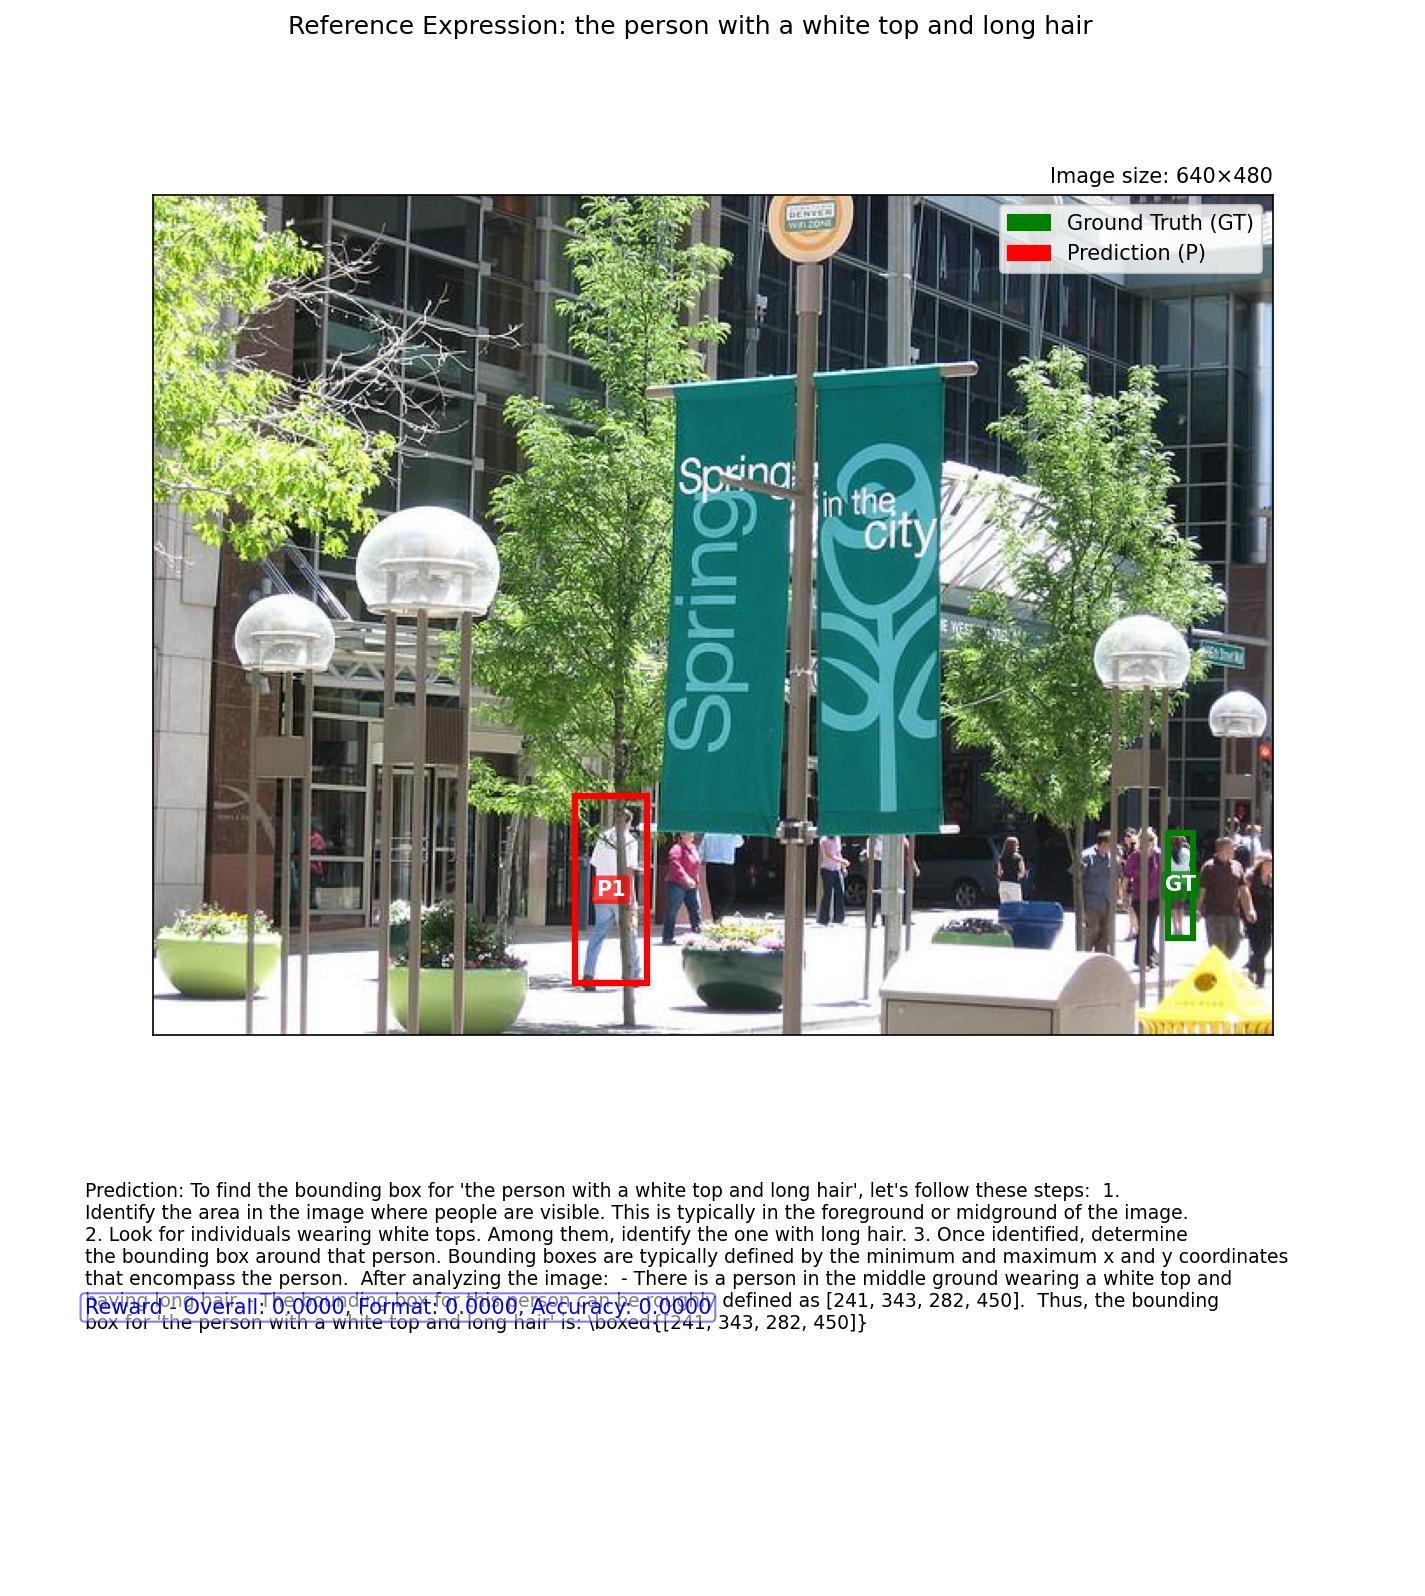 Reference Expression: the person with a white top and long hair
Image size: 640×480
Ground Truth (GT)
Prediction (P)
DENVER
WiFi ZONE
Spring
in the
city
Spring
P1
GT
Prediction: To find the bounding box for 'the person with a white top and long hair', let's follow these steps:  1.
Identify the area in the image where people are visible. This is typically in the foreground or midground of the image.
2. Look for individuals wearing white tops. Among them, identify the one with long hair. 3. Once identified, determine
the bounding box around that person. Bounding boxes are typically defined by the minimum and maximum x and y coordinates
that encompass the person.  After analyzing the image:  - There is a person in the middle ground wearing a white top and
having long hair.  - The bounding box for this person can be roughly defined as [241, 343, 282, 450].  Thus, the bounding
Reward - Overall: 0.0000, Format: 0.0000, Accuracy: 0.0000
box for 'the person with a white top and long hair' is: \boxed{[241, 343, 282, 450]}